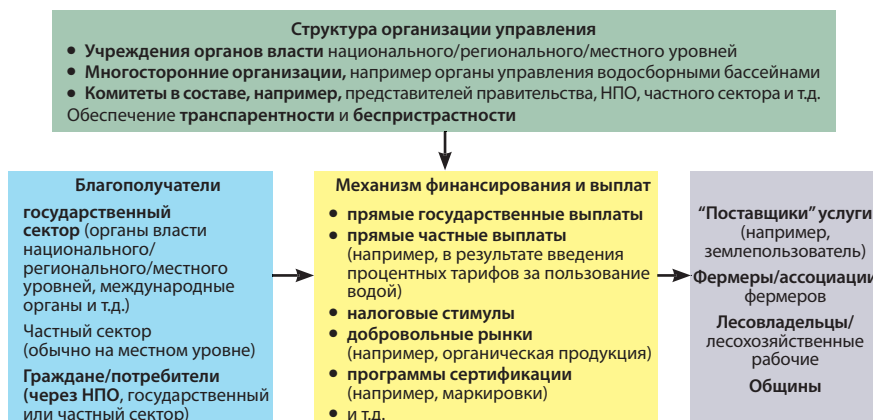 Структура организации управления
● Учреждения органов власти национального/регионального/местного уровней
● Многосторонние организации, например органы управления водосборными бассейнами
● Комитеты в составе, например, представителей правительства, НПО, частного сектора и т.д.
Обеспечение транспарентности и беспристрастности
Благополучатели
государственный
сектор (органы власти
национального/
регионального/местного
уровней, международные
органы и т.д.)
Частный сектор
(обычно на местном уровне)
Граждане/потребители
(через НПО, государственный
или частный сектор)
Механизм финансирования и выплат
● прямые государственные выплаты
● прямые частные выплаты
(например, в результате введения
процентных тарифов за пользование
водой)
● налоговые стимулы
● добровольные рынки
(например, органическая продукция)
● программы сертификации
(например, маркировки)
● и т.д.
“Поставщики” услуги
(например,
землепользователь)
Фермеры/ассоциации
фермеров
Лесовладельцы/
лесохозяйственные
рабочие
Общины